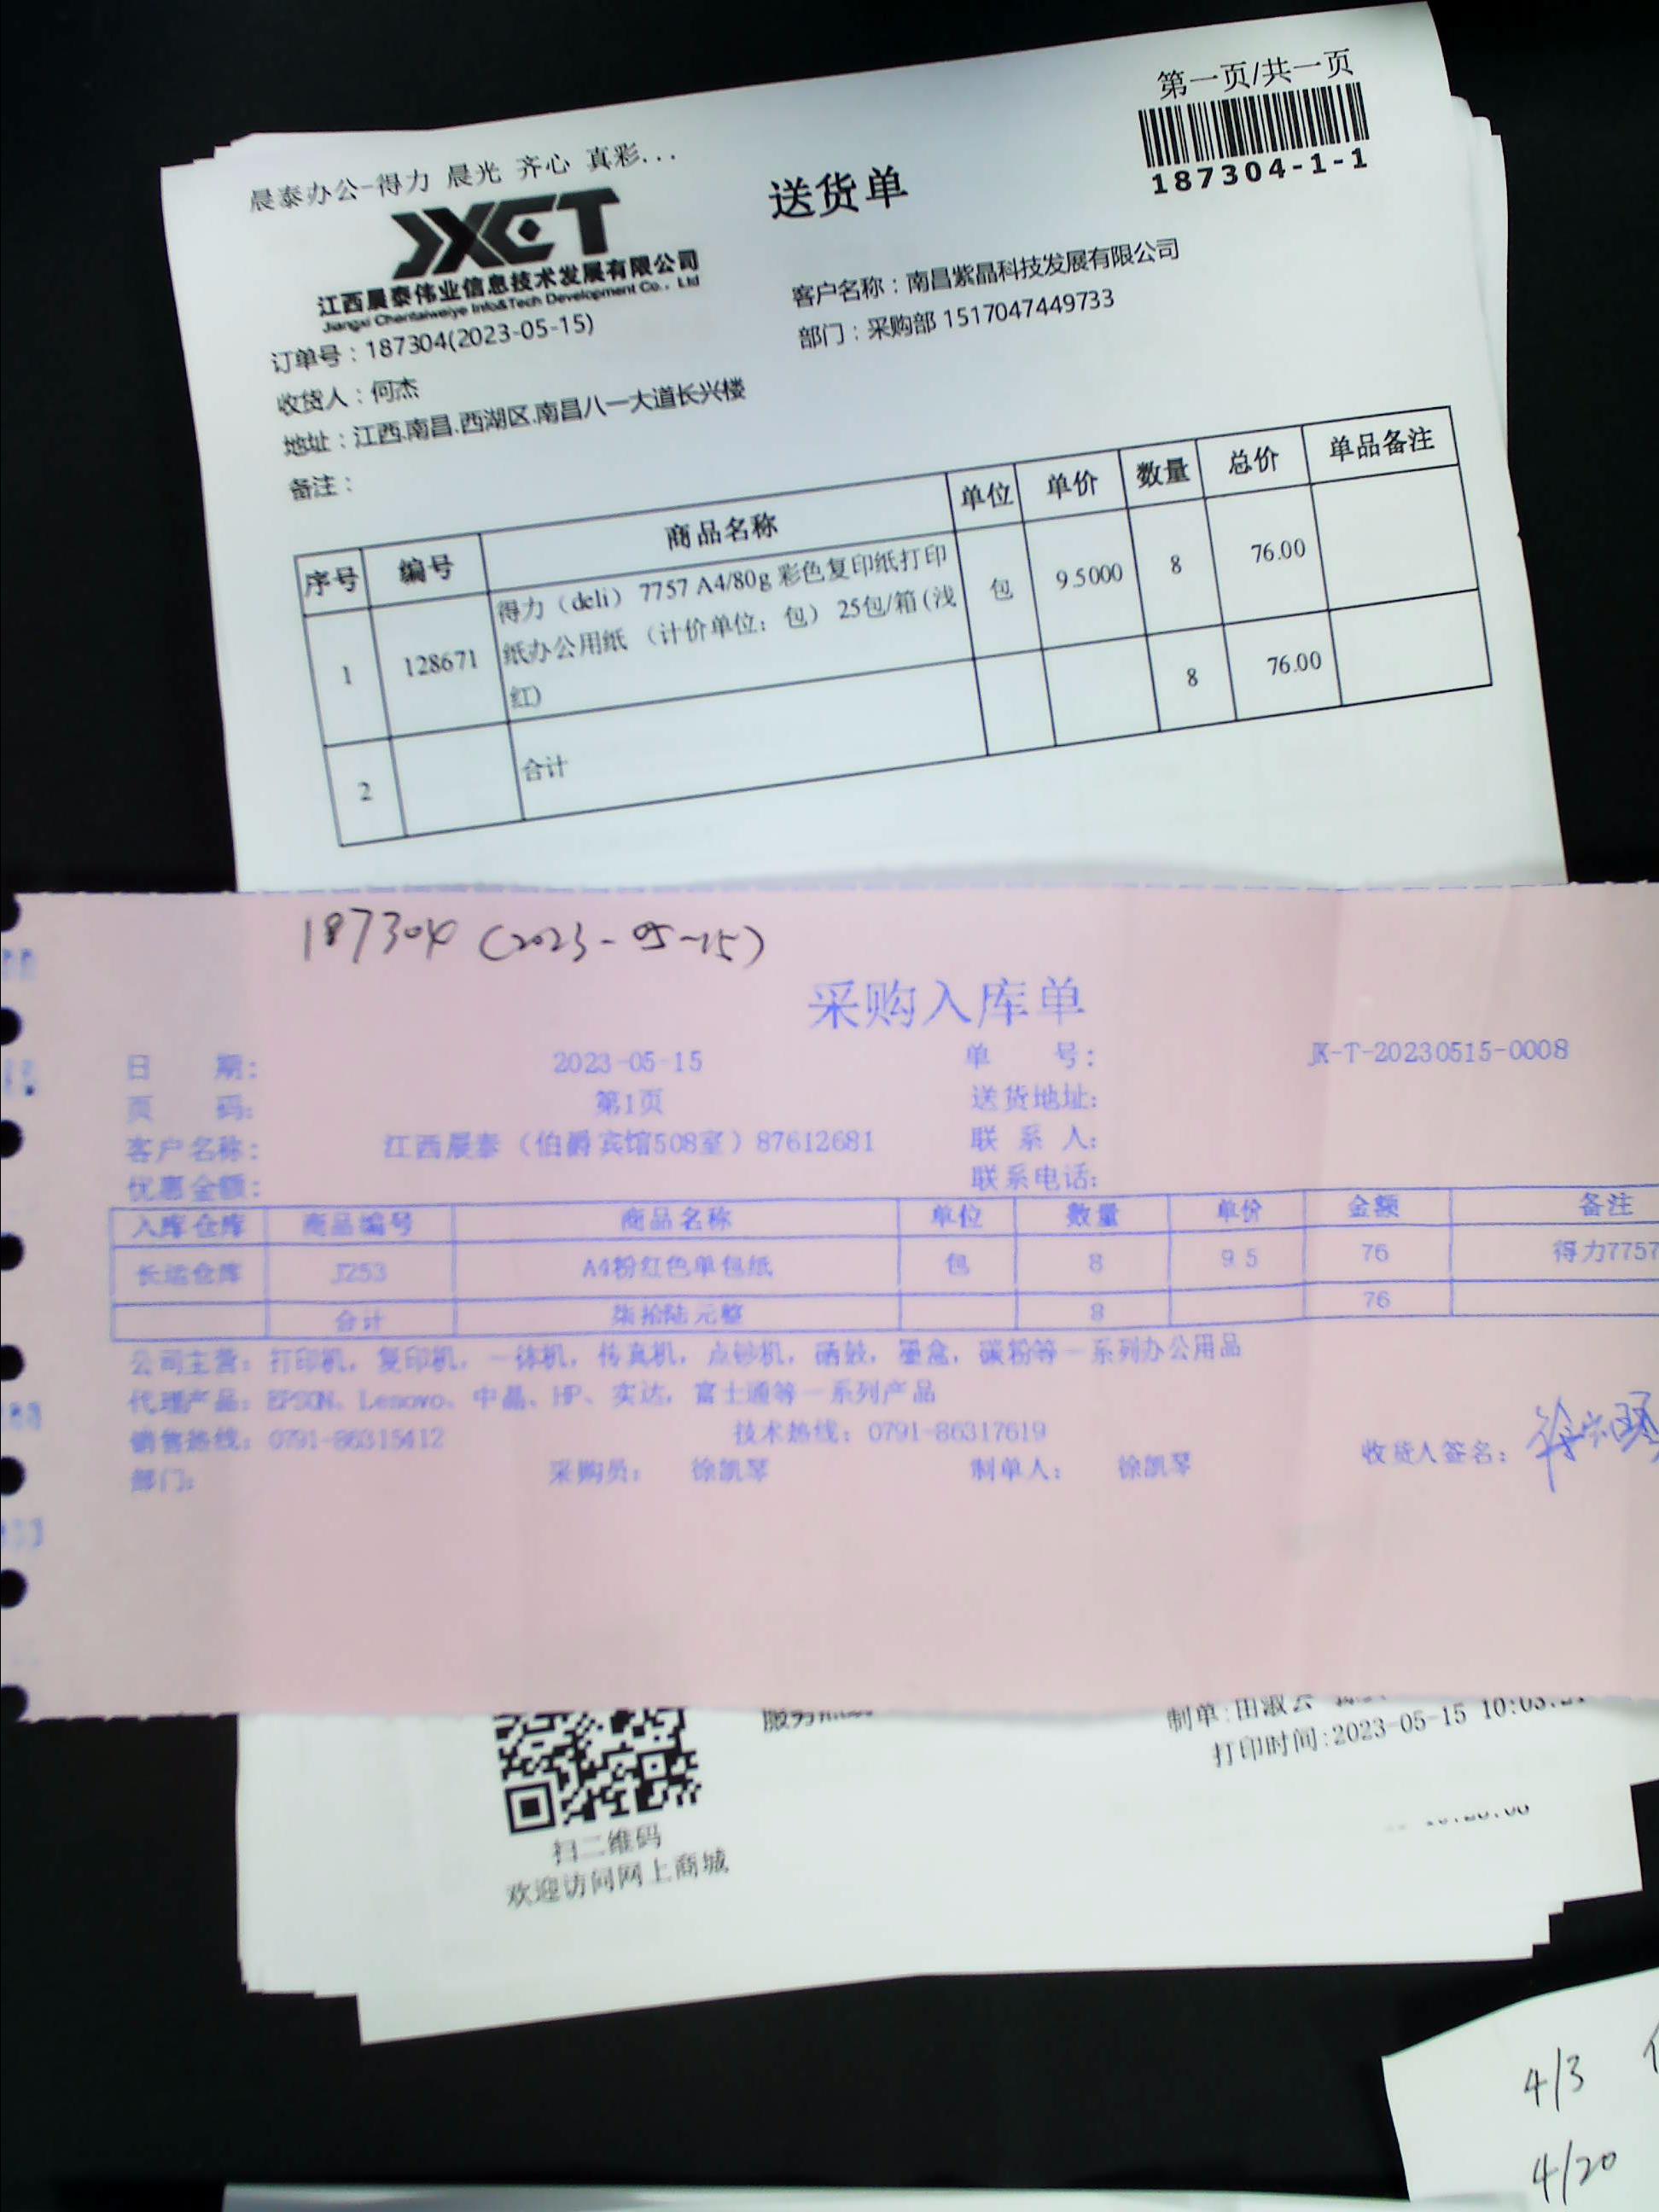 第一页/共一页
187304-1-1
晨泰办公-得力 晨光 齐心 真彩...
送货单
JXCT
江西晨泰伟业信息技术发展有限公司
Jiangxi Chentaiweiye Info&Tech Development Co., Ltd
客户名称：南昌紫晶科技发展有限公司
部门：采购部 1517047449733
订单号：187304(2023-05-15)
收货人：何杰
地址：江西.南昌.西湖区.南昌八一大道长兴楼
备注：
序号 编号 商品名称 单位 单价 数量 总价 单品备注
1 128671 得力（deli） 7757 A4/80g 彩色复印纸打印 包 9.5000 8 76.00
纸办公用纸 （计价单位：包） 25包/箱(浅
红)
2 合计 8 76.00
187304 (2023-05-15)
采购入库单
日 期： 2023-05-15 单 号： JK-T-20230515-0008
页 码： 第1页 送货地址：
客户名称： 江西晨泰（伯爵宾馆508室）87612681 联 系 人：
优惠金额： 联系电话：
入库仓库 商品编号 商品名称 单位 数量 单价 金额 备注
长运仓库 J253 A4粉红色单包纸 包 8 9.5 76 得力7757
合计 柒拾陆元整 8 76
公司主营：打印机，复印机，一体机，传真机，点钞机，硒鼓，墨盒，碳粉等一系列办公用品
代理产品：EPSON、Lenovo、中晶、HP、实达，富士通等一系列产品
销售热线：0791-86315412 技术热线：0791-86317619
部门： 采购员： 徐凯琴 制单人： 徐凯琴 收货人签名：
制单:田淑云
打印时间:2023-05-15
扫二维码
欢迎访问网上商城
4/3
4/20